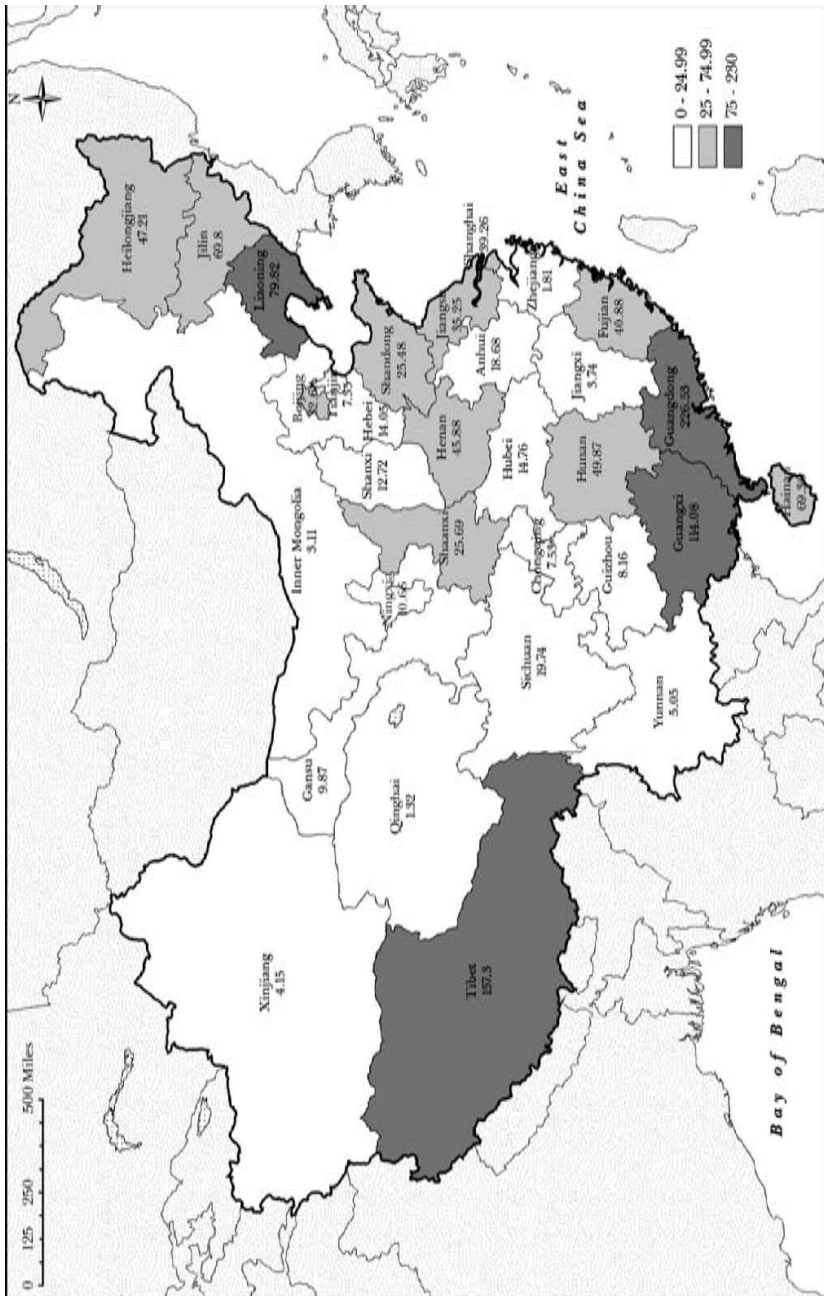 N
Heilongjiang
47.21
Jilin
69.8
Liaoning
79.82
Inner Mongolia
3.11
Beijing
Tianjin
7.55
Hebei
14.05
Shanxi
12.72
Shandong
25.48
Henan
45.88
Jiangsu
35.25
Shanghai
39.26
Anhui
18.68
Zhejiang
1.81
Shaanxi
25.69
Ningxia
10.66
Gansu
9.87
Qinghai
1.32
Xinjiang
4.15
Tibet
157.3
Sichuan
19.74
Chongqing
7.53
Hubei
14.76
Hunan
49.87
Jiangxi
3.74
Fujian
40.88
Guizhou
8.16
Yunnan
5.05
Guangxi
114.08
Guangdong
226.53
Hainan
East
China Sea
Bay of Bengal
0 125 250 500 Miles
0 - 24.99
25 - 74.99
75 - 230